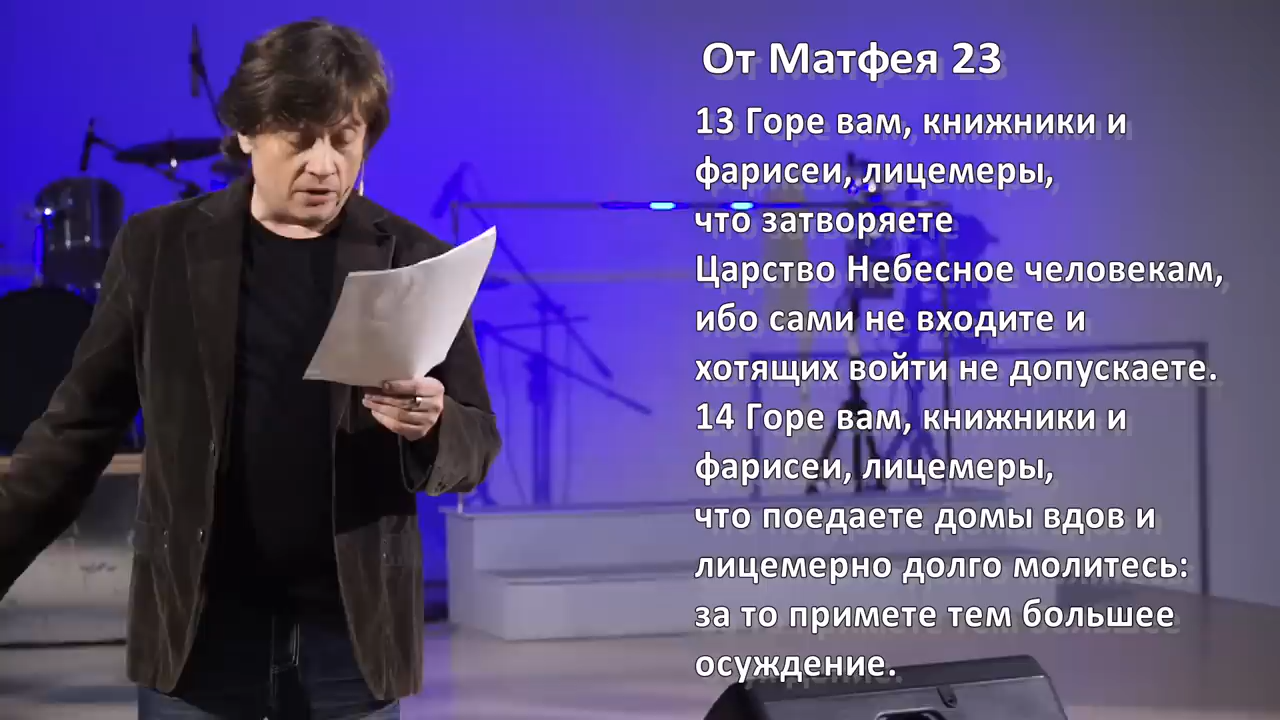 От Матфея 23
13 Горе вам, книжники и
фарисеи, лицемеры,
что затворяете
Царство Небесное человекам,
ибо сами не входите и
хотящих войти не допускаете.
14 Горе вам, книжники и
фарисеи, лицемеры,
что поедаете домы вдов и
лицемерно долго молитесь:
за то примете тем большее
осуждение.